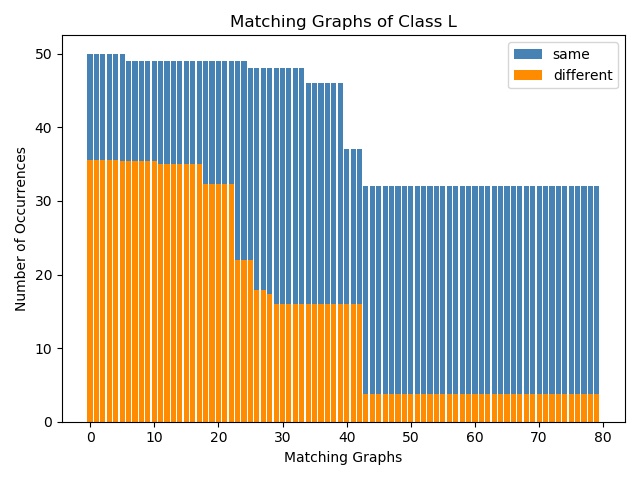 Matching Graphs of Class L
same
different
Number of Occurrences
50
40
30
20
10
0
0 10 20 30 40 50 60 70 80
Matching Graphs